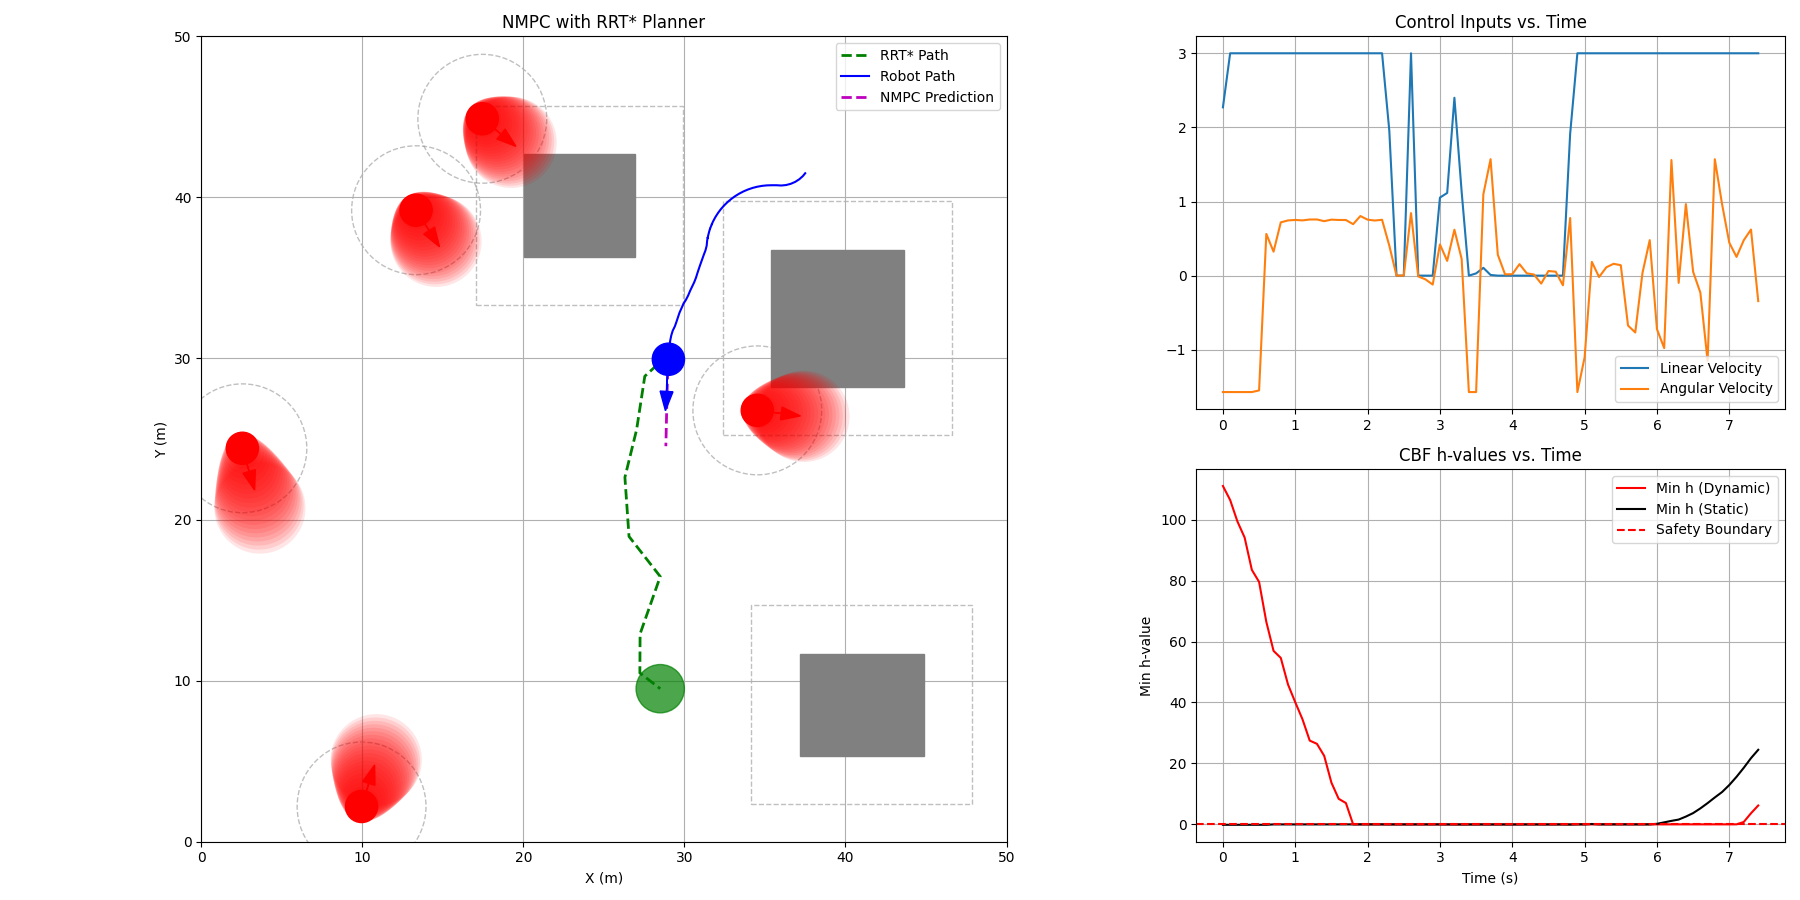 NMPC with RRT* Planner
50
40
30
20
10
0
Y (m)
0 10 20 30 40 50
X (m)
RRT* Path
Robot Path
NMPC Prediction
Control Inputs vs. Time
3
2
1
0
−1
0 1 2 3 4 5 6 7
Linear Velocity
Angular Velocity
CBF h-values vs. Time
100
80
60
40
20
0
Min h-value
0 1 2 3 4 5 6 7
Time (s)
Min h (Dynamic)
Min h (Static)
Safety Boundary